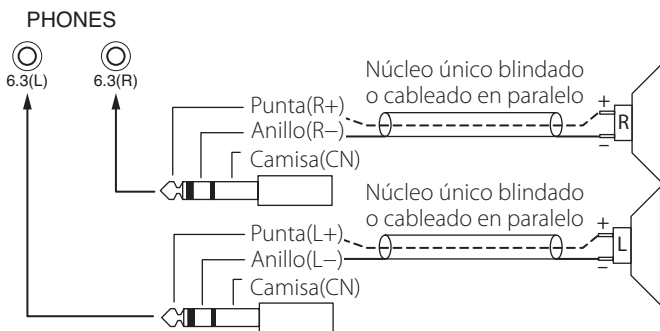 PHONES
6.3(L)
6.3(R)
Núcleo único blindado
o cableado en paralelo
Punta(R+)
Anillo(R−)
Camisa(CN)
+
R
−
Núcleo único blindado
o cableado en paralelo
Punta(L+)
Anillo(L−)
Camisa(CN)
+
L
−